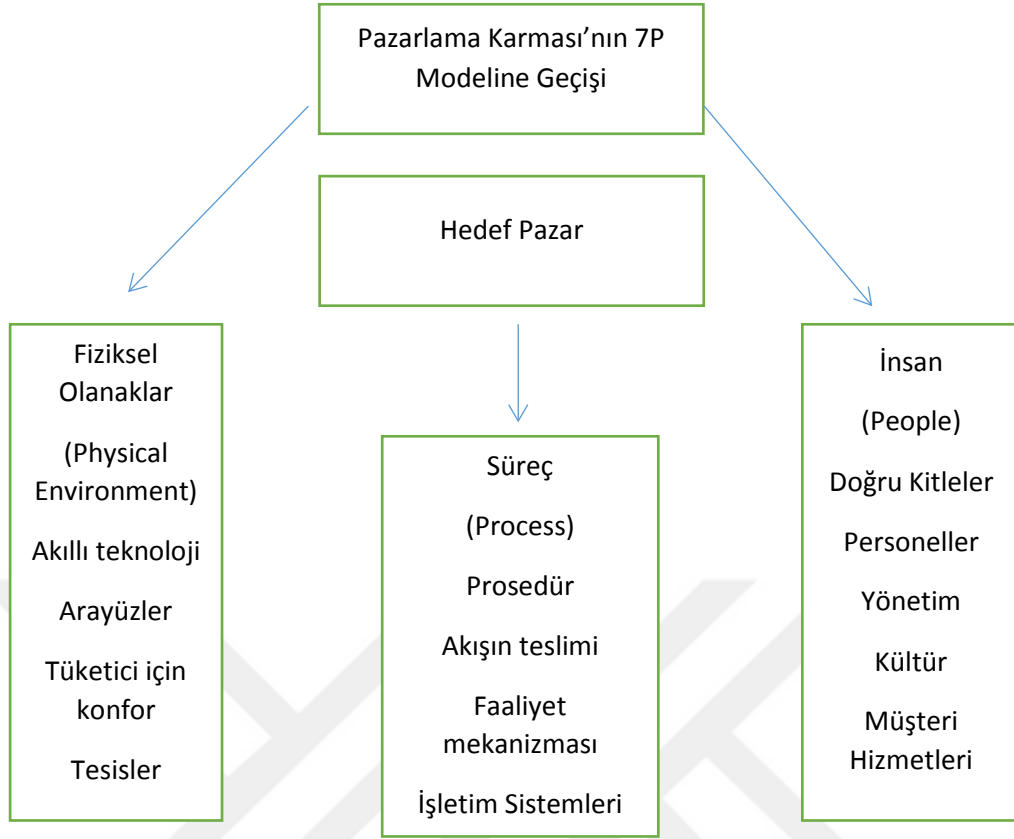 Pazarlama Karması’nın 7P
Modeline Geçişi
Hedef Pazar
Fiziksel
Olanaklar
(Physical
Environment)
Akıllı teknoloji
Arayüzler
Tüketici için
konfor
Tesisler
Süreç
(Process)
Prosedür
Akışın teslimi
Faaliyet
mekanizması
İşletim Sistemleri
İnsan
(People)
Doğru Kitleler
Personeller
Yönetim
Kültür
Müşteri
Hizmetleri